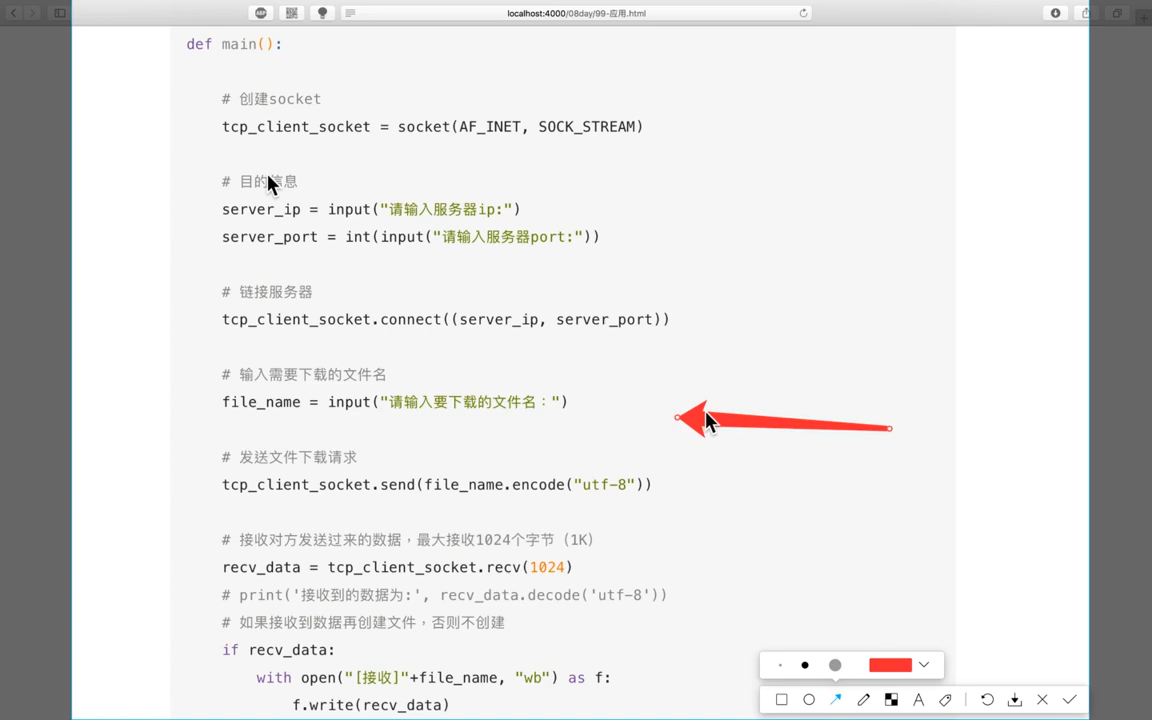 ABP
localhost:4000/08day/99-应用.html
def main():
# 创建socket
tcp_client_socket = socket(AF_INET, SOCK_STREAM)
# 目的信息
server_ip = input("请输入服务器ip:")
server_port = int(input("请输入服务器port:"))
# 链接服务器
tcp_client_socket.connect((server_ip, server_port))
# 输入需要下载的文件名
file_name = input("请输入要下载的文件名：")
# 发送文件下载请求
tcp_client_socket.send(file_name.encode("utf-8"))
# 接收对方发送过来的数据，最大接收1024个字节（1K）
recv_data = tcp_client_socket.recv(1024)
# print('接收到的数据为:', recv_data.decode('utf-8'))
# 如果接收到数据再创建文件，否则不创建
if recv_data:
with open("[接收]"+file_name, "wb") as f:
f.write(recv_data)
A